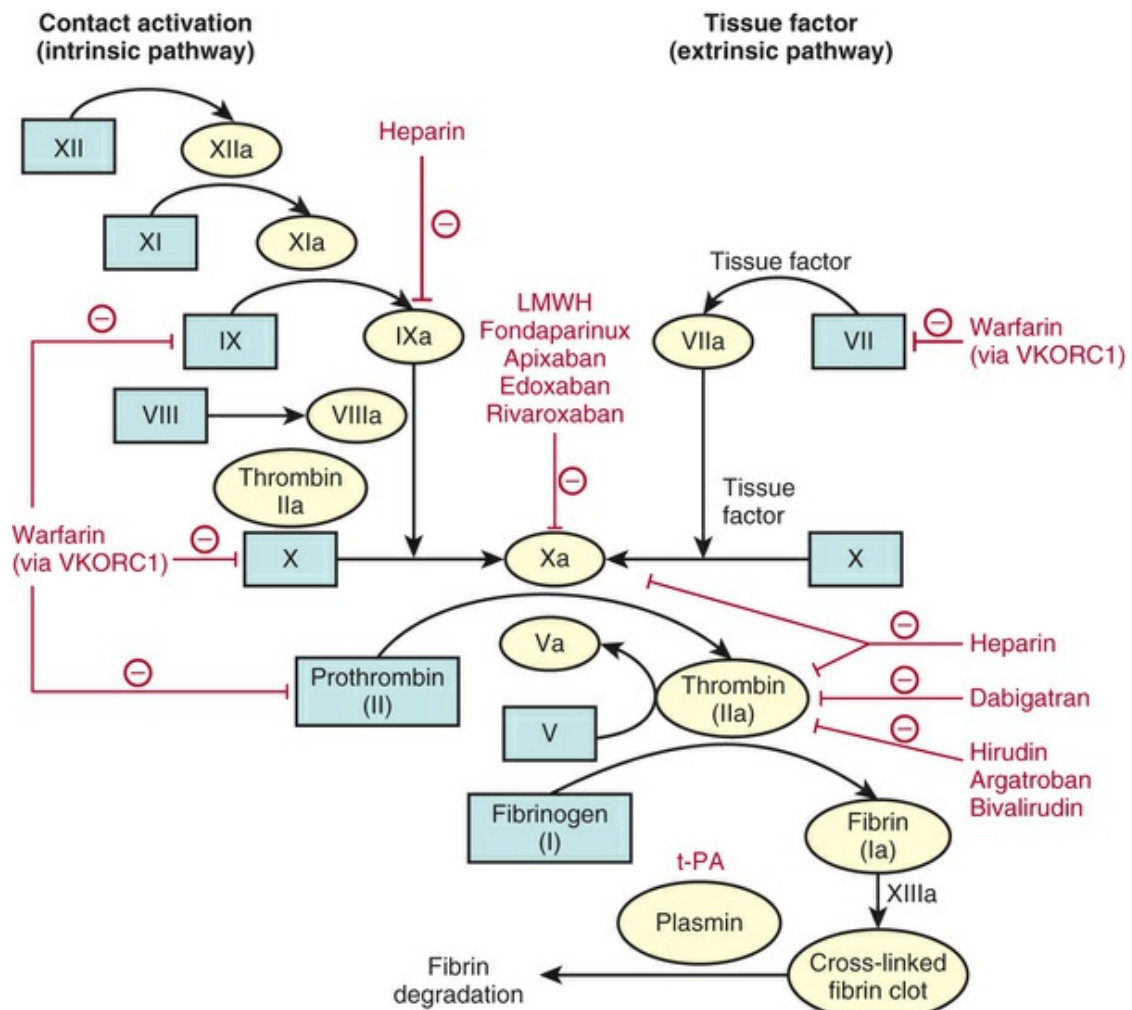 Contact activation
(intrinsic pathway)
Tissue factor
(extrinsic pathway)
XII
XIIa
Heparin
XI
XIa
Tissue factor
LMWH
Fondaparinux
Apixaban
Edoxaban
Rivaroxaban
IX
IXa
VIIa
VII
Warfarin
(via VKORC1)
VIII
VIIIa
Thrombin
IIa
Tissue
factor
Warfarin
(via VKORC1)
X
Xa
X
Va
Heparin
Prothrombin
(II)
Thrombin
(IIa)
Dabigatran
V
Hirudin
Argatroban
Bivalirudin
Fibrinogen
(I)
Fibrin
(Ia)
t-PA
XIIIa
Plasmin
Fibrin
degradation
Cross-linked
fibrin clot